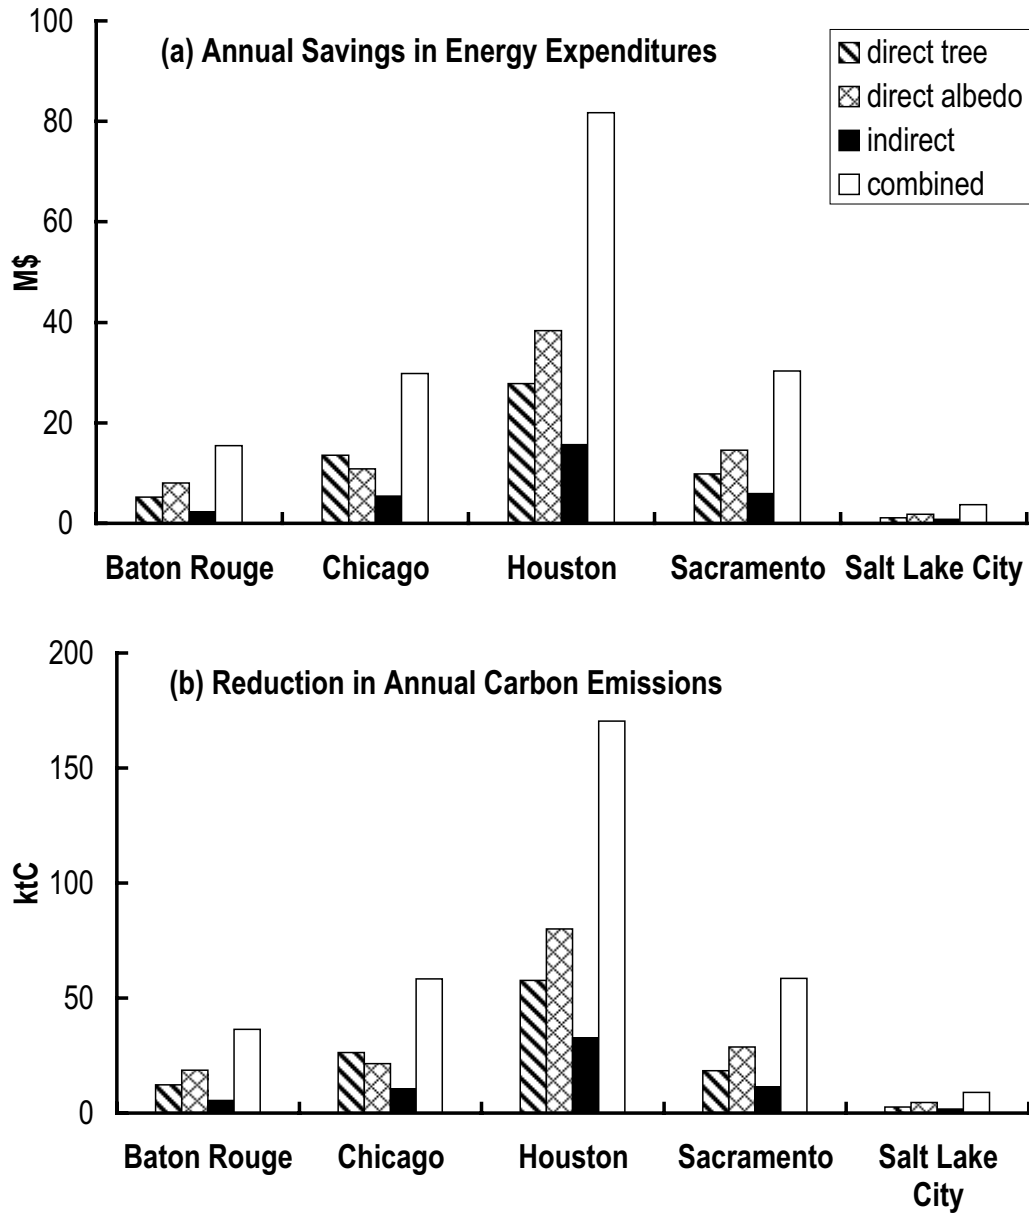 100
(a) Annual Savings in Energy Expenditures
direct tree
direct albedo
indirect
combined
80
60
M$
40
20
0
Baton Rouge Chicago Houston Sacramento Salt Lake City
200
(b) Reduction in Annual Carbon Emissions
150
ktC
100
50
0
Baton Rouge Chicago Houston Sacramento Salt Lake
City